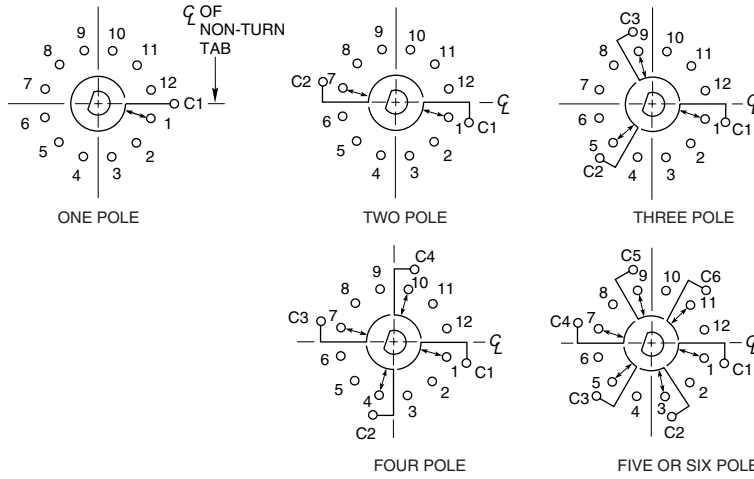 ℄ OF
NON-TURN
TAB
9 10
8 11
7 12
C1
6 1
5 2
4 3
ONE POLE
9 10
8 11
C2 7 12
℄
6 1 C1
5 2
4 3
TWO POLE
C3
9 10
8 11
7 12
℄
6 1 C1
5 2
C2 4 3
THREE POLE
C4
9 10
8 11
C3 7 12
℄
6 1 C1
5 2
4 3
C2
FOUR POLE
C5 C6
9 10
8 11
C4 7 12
℄
6 1 C1
5 2
C3 4 3
C2
FIVE OR SIX POLE